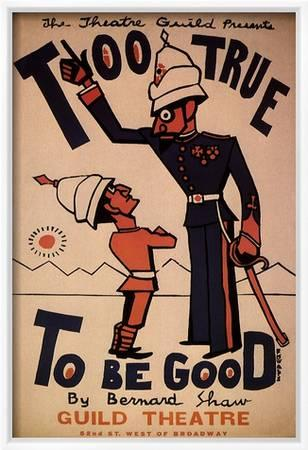 The Theatre Guild Presents
TOO TRUE
TO BE GOOD
By Bernard Shaw
GUILD THEATRE
52ND ST. WEST OF BROADWAY